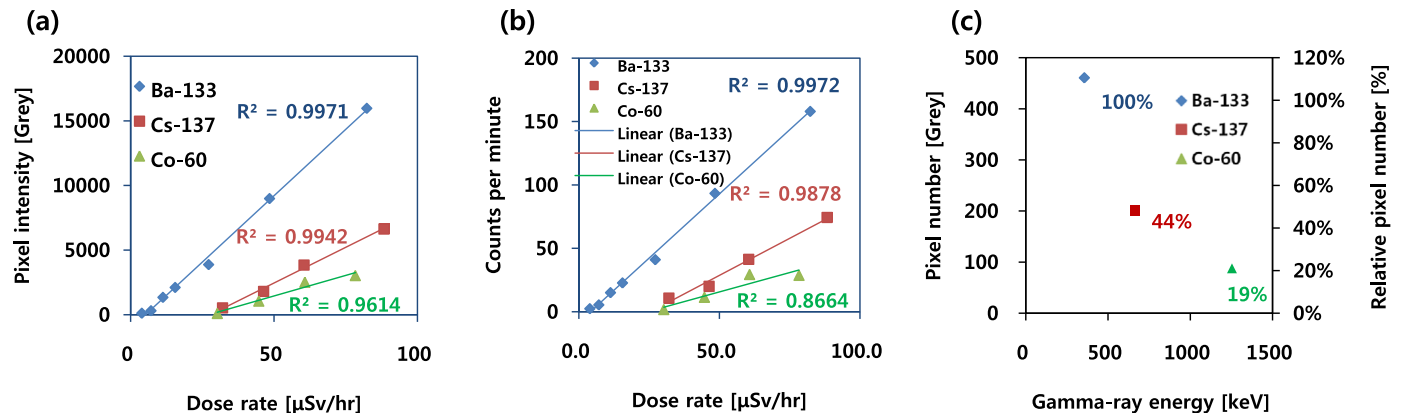 (a)
Pixel intensity [Grey]
20000
15000
10000
5000
0
Ba-133
Cs-137
Co-60
R² = 0.9971
R² = 0.9942
R² = 0.9614
0 50 100
Dose rate [µSv/hr]
(b)
Counts per minute
200
150
100
50
0
Ba-133
Cs-137
Co-60
Linear (Ba-133)
Linear (Cs-137)
Linear (Co-60)
R² = 0.9972
R² = 0.9878
R² = 0.8664
0.0 50.0 100.0
Dose rate [µSv/hr]
(c)
Pixel number [Grey]
500
400
300
200
100
0
100%
44%
19%
Ba-133
Cs-137
Co-60
120%
100%
80%
60%
40%
20%
0%
Relative pixel number [%]
0 500 1000 1500
Gamma-ray energy [keV]